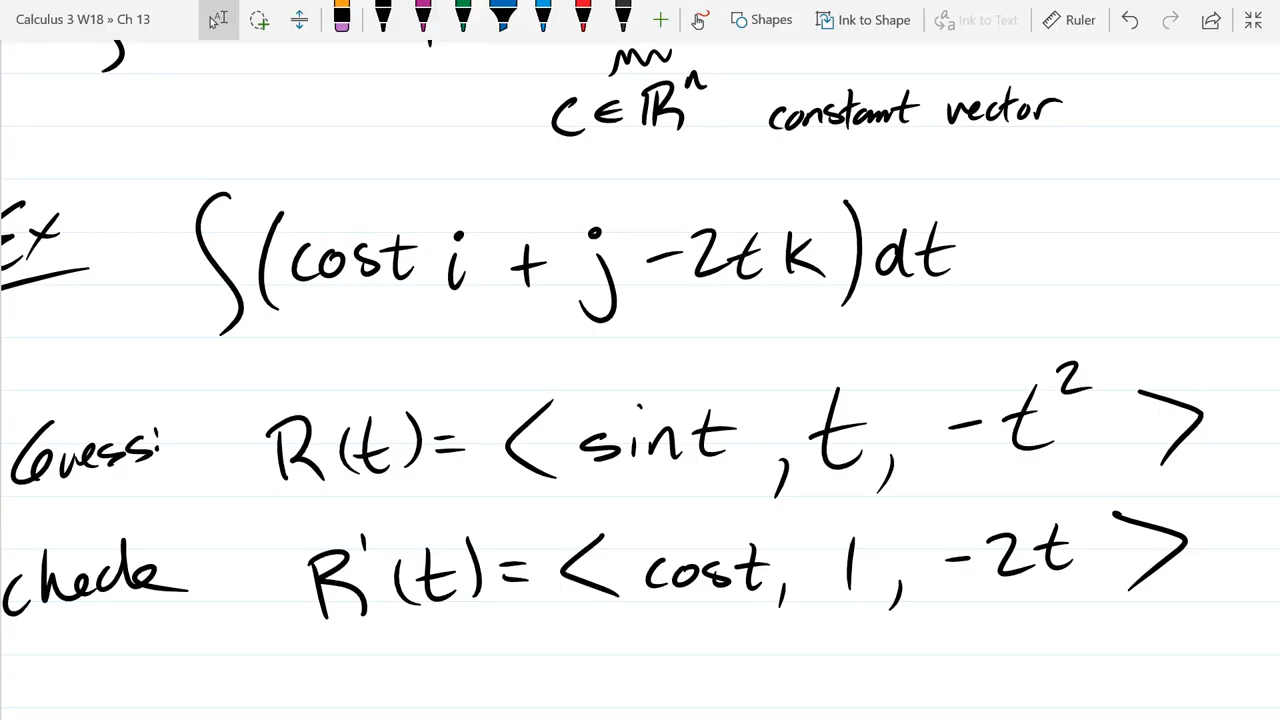 Calculus 3 W18 » Ch 13
Shapes
Ink to Shape
Ink to Text
Ruler
C ∈ ℝⁿ constant vector
Ex ∫(cost i + j -2t k)dt
Guess: R(t)= < sint, t, -t² >
check R'(t)= < cost, 1, -2t >